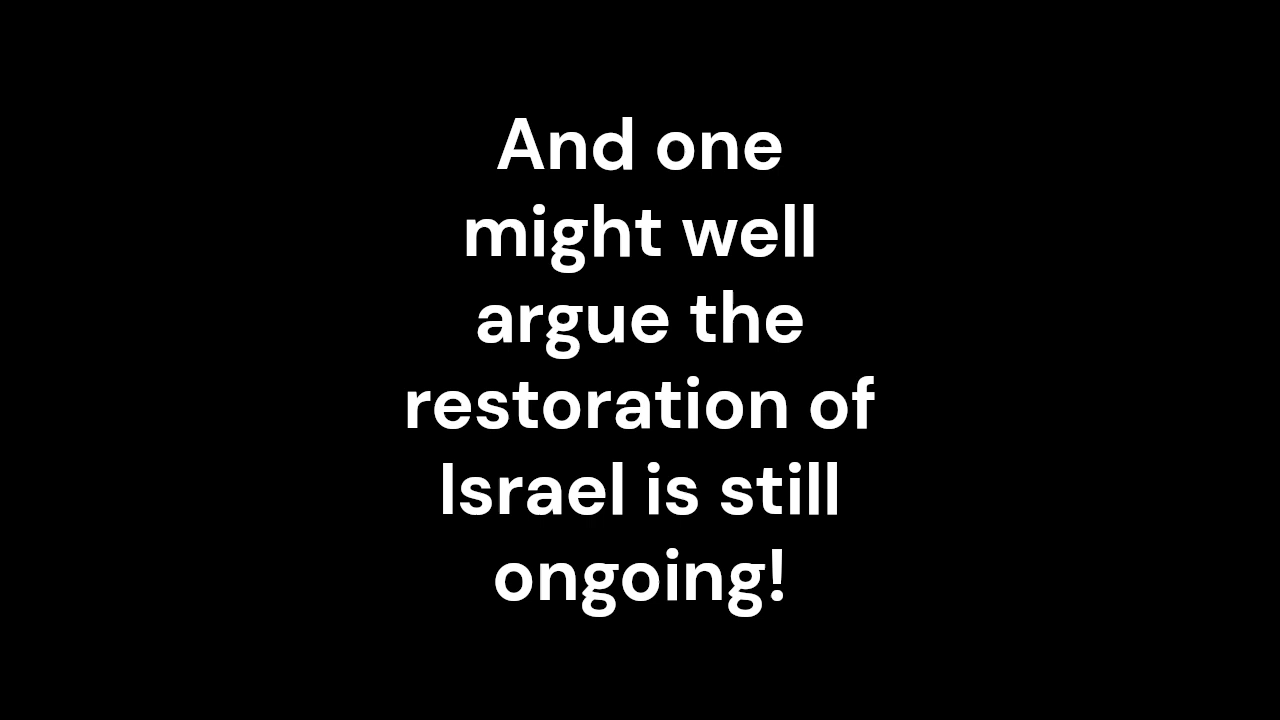 And one
might well
argue the
restoration of
Israel is still
ongoing!